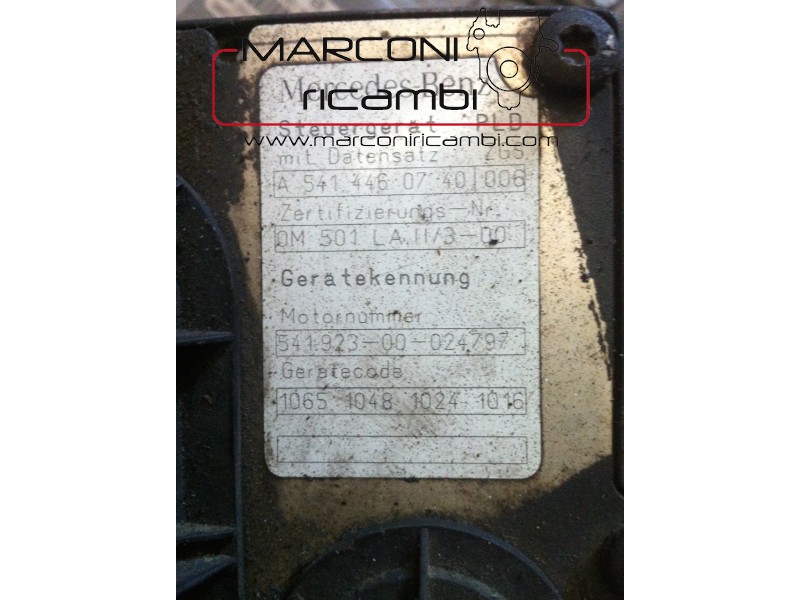 MARCONI
ricambi
www.marconiricambi.com
Mercedes-Benz
Steuergerät PLD
mit Datensatz ZGS
A 541 446 07 40 006
Zertifizierungs-Nr.
OM 501 LA.II/3-00
Gerätekennung
Motornummer
541.923-00-024797
Gerätecode
1065 1048 1024 1016